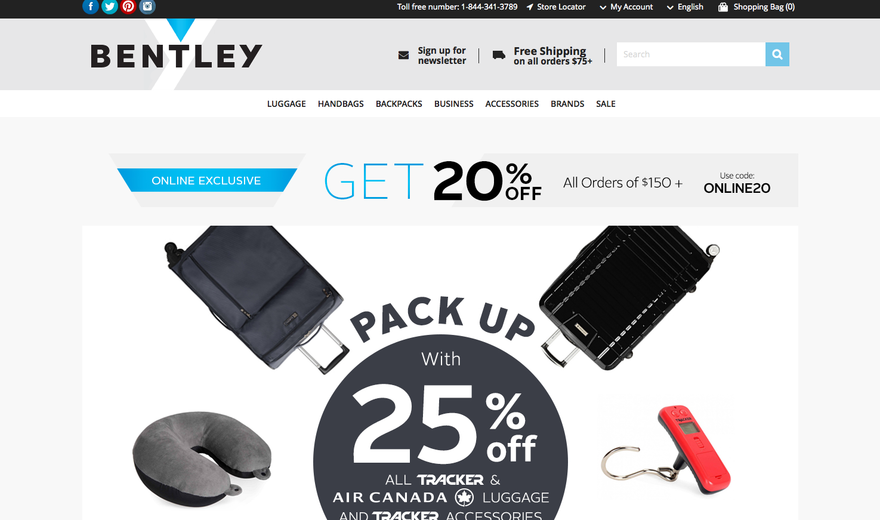 Toll free number: 1-844-341-3789 Store Locator My Account English Shopping Bag (0)
BENTLEY
Sign up for
newsletter
Free Shipping
on all orders $75+
Search
LUGGAGE HANDBAGS BACKPACKS BUSINESS ACCESSORIES BRANDS SALE
ONLINE EXCLUSIVE
GET 20% OFF
All Orders of $150 +
Use code:
ONLINE20
PACK UP
With
25% off
ALL TRACKER &
AIR CANADA LUGGAGE
AND TRACKER ACCESSORIES